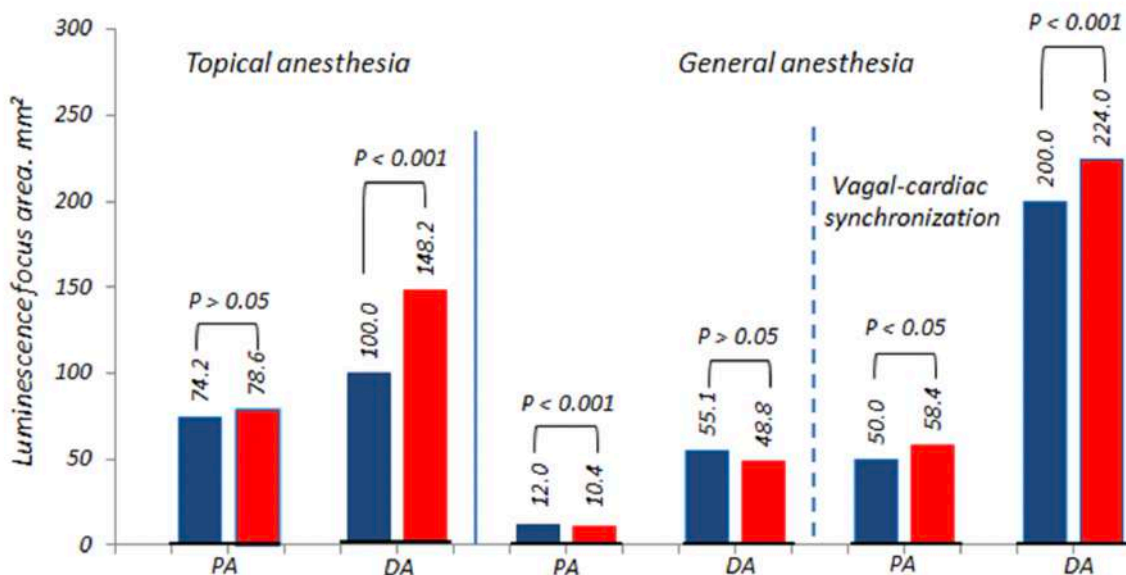 Luminescence focus area. mm²
300
250
200
150
100
50
0
Topical anesthesia
General anesthesia
Vagal-cardiac
synchronization
P > 0.05
74.2
78.6
P < 0.001
100.0
148.2
P < 0.001
12.0
10.4
P > 0.05
55.1
48.8
P < 0.05
50.0
58.4
P < 0.001
200.0
224.0
PA
DA
PA
DA
PA
DA